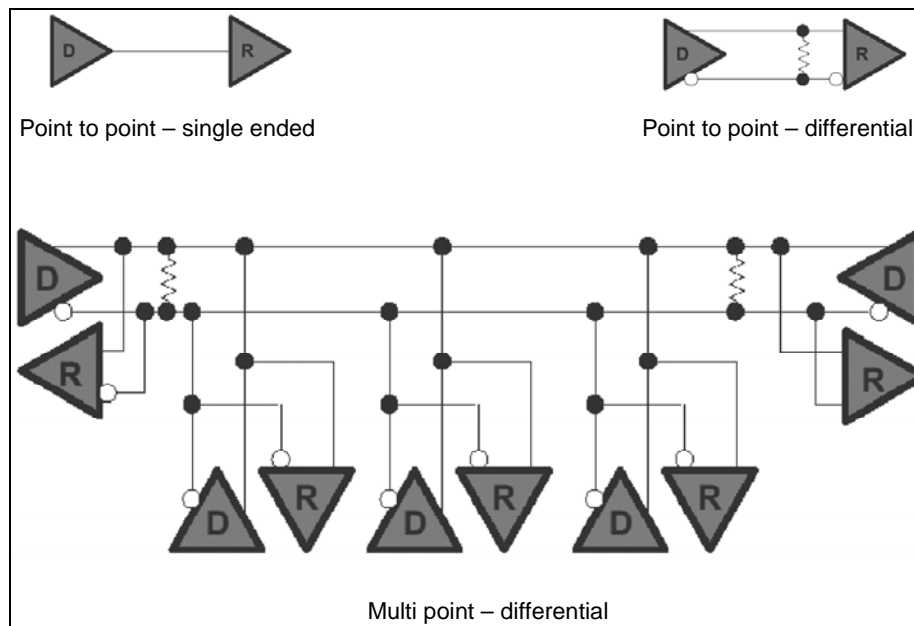 D R
D R
Point to point – single ended
Point to point – differential
D D
R R
D R D R D R
Multi point – differential